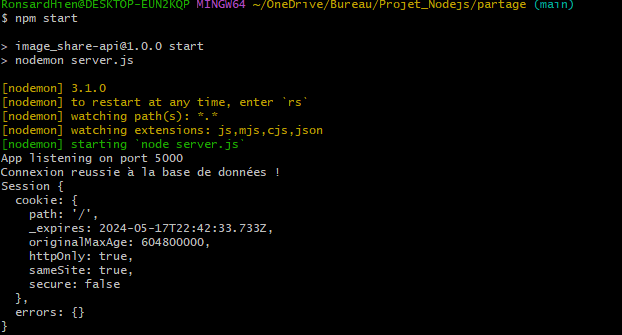 RonsardHien@DESKTOP-EUN2KQP MINGW64 ~/OneDrive/Bureau/Projet_Nodejs/partage (main)
$ npm start
> image_share-api@1.0.0 start
> nodemon server.js
[nodemon] 3.1.0
[nodemon] to restart at any time, enter `rs`
[nodemon] watching path(s): *.*
[nodemon] watching extensions: js,mjs,cjs,json
[nodemon] starting `node server.js`
App listening on port 5000
Connexion reussie à la base de données !
Session {
  cookie: {
    path: '/',
    _expires: 2024-05-17T22:42:33.733Z,
    originalMaxAge: 604800000,
    httpOnly: true,
    sameSite: true,
    secure: false
  },
  errors: {}
}